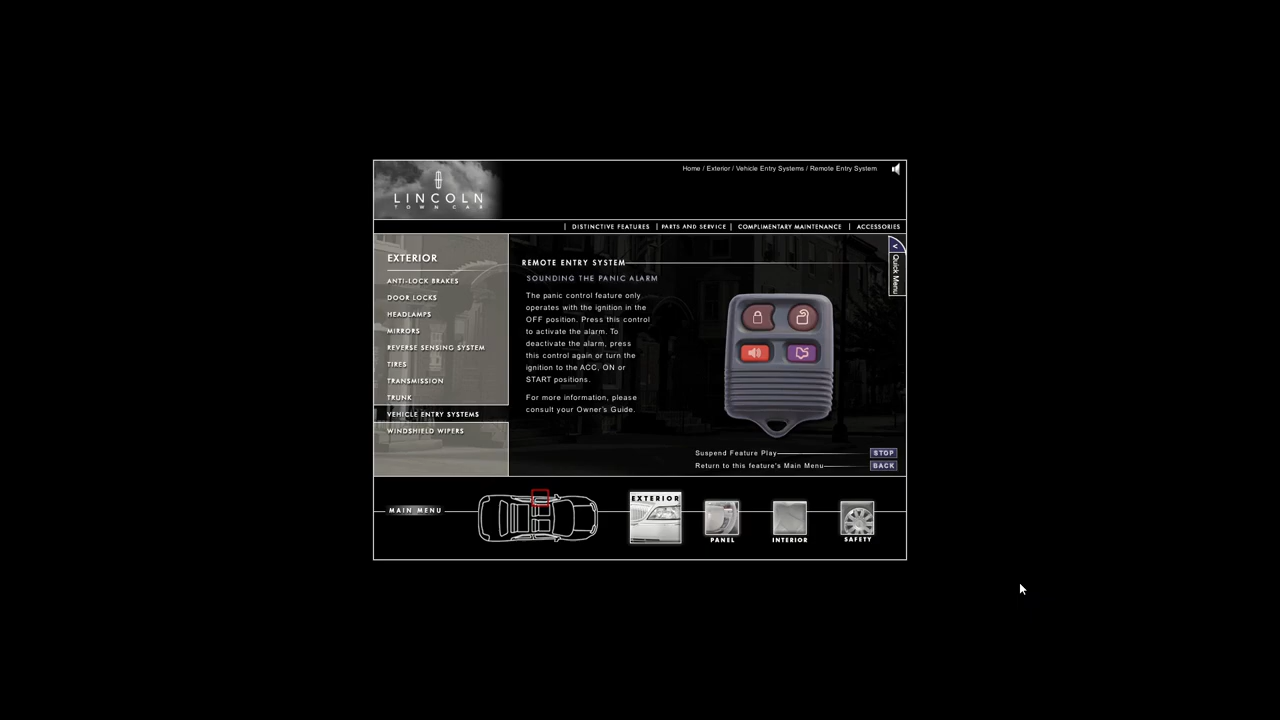 Home / Exterior / Vehicle Entry Systems / Remote Entry System
LINCOLN
TOWN CAR
DISTINCTIVE FEATURES
PARTS AND SERVICE
COMPLIMENTARY MAINTENANCE
ACCESSORIES
Quick Menu
EXTERIOR
ANTI-LOCK BRAKES
DOOR LOCKS
HEADLAMPS
MIRRORS
REVERSE SENSING SYSTEM
TIRES
TRANSMISSION
TRUNK
VEHICLE ENTRY SYSTEMS
WINDSHIELD WIPERS
REMOTE ENTRY SYSTEM
SOUNDING THE PANIC ALARM
The panic control feature only
operates with the ignition in the
OFF position. Press this control
to activate the alarm. To
deactivate the alarm, press
this control again or turn the
ignition to the ACC, ON or
START positions.
For more information, please
consult your Owner's Guide.
Suspend Feature Play
STOP
Return to this feature's Main Menu
BACK
MAIN MENU
EXTERIOR
PANEL
INTERIOR
SAFETY